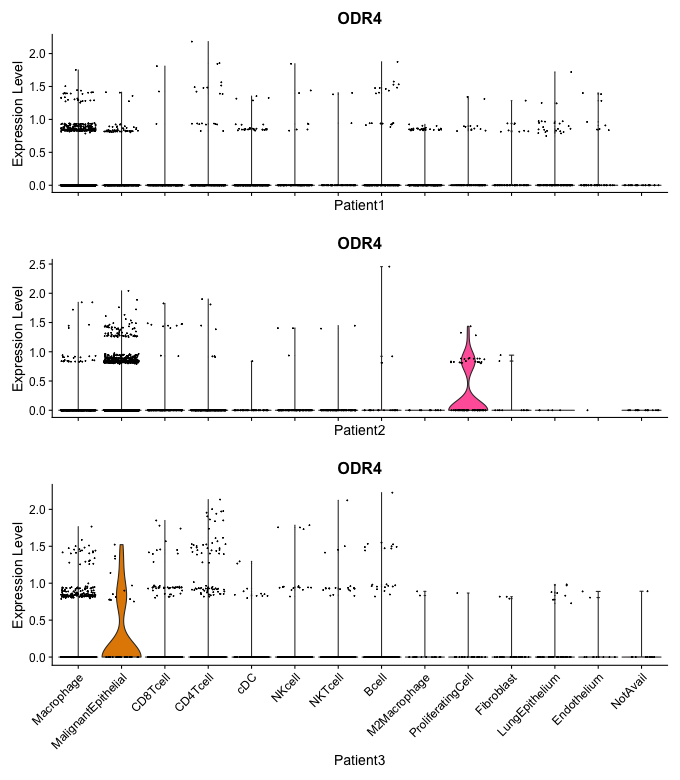 ODR4
Expression Level
2.0
1.5
1.0
0.5
0.0
Patient1
ODR4
Expression Level
2.5
2.0
1.5
1.0
0.5
0.0
Patient2
ODR4
Expression Level
2.0
1.5
1.0
0.5
0.0
Macrophage
MalignantEpithelial
CD8Tcell
CD4Tcell
cDC
NKcell
NKTcell
Bcell
M2Macrophage
ProliferatingCell
Fibroblast
LungEpithelium
Endothelium
NotAvail
Patient3